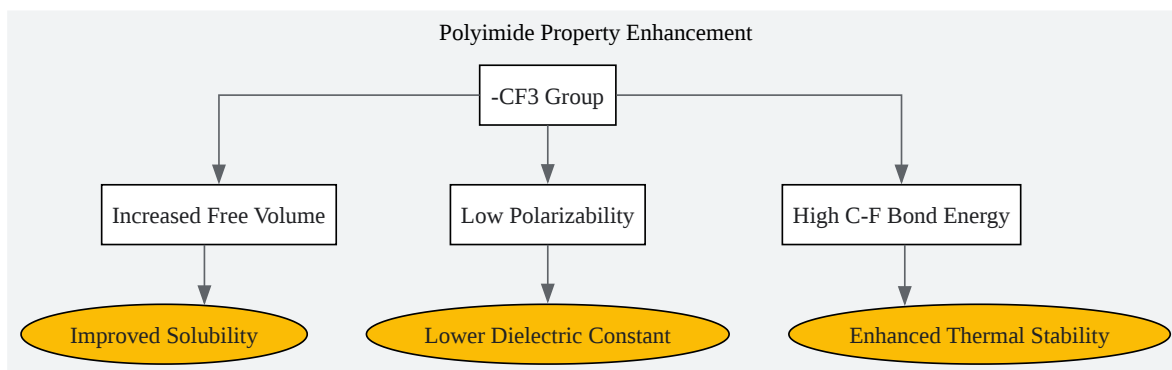 Polyimide Property Enhancement
-CF3 Group
Increased Free Volume
Low Polarizability
High C-F Bond Energy
Improved Solubility
Lower Dielectric Constant
Enhanced Thermal Stability